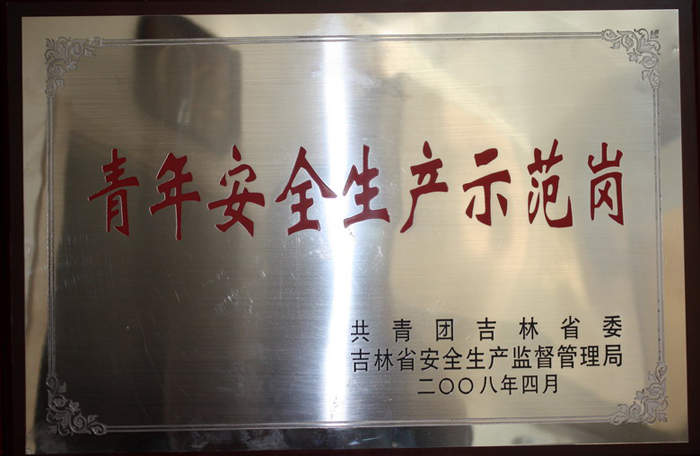 青年安全生产示范岗
共青团吉林省委
吉林省安全生产监督管理局
二〇〇八年四月